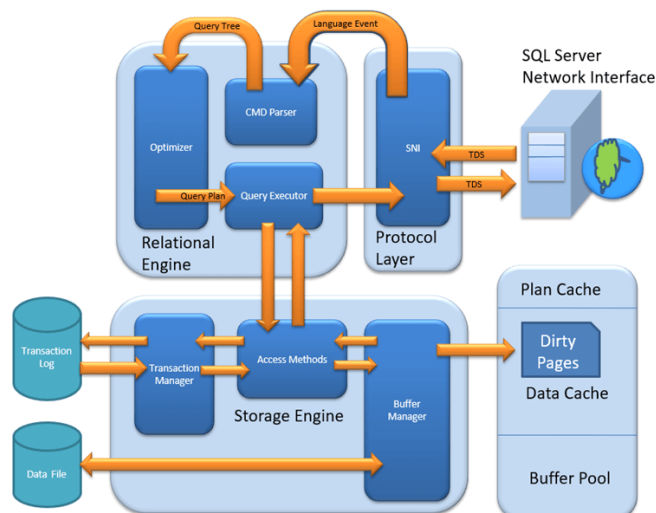 Query Tree
Language Event
SQL Server
Network Interface
CMD Parser
Optimizer
SNI
TDS
TDS
Query Plan
Query Executor
Relational
Engine
Protocol
Layer
Plan Cache
Transaction
Log
Transaction
Manager
Access Methods
Buffer
Manager
Dirty
Pages
Data Cache
Storage Engine
Data File
Buffer Pool